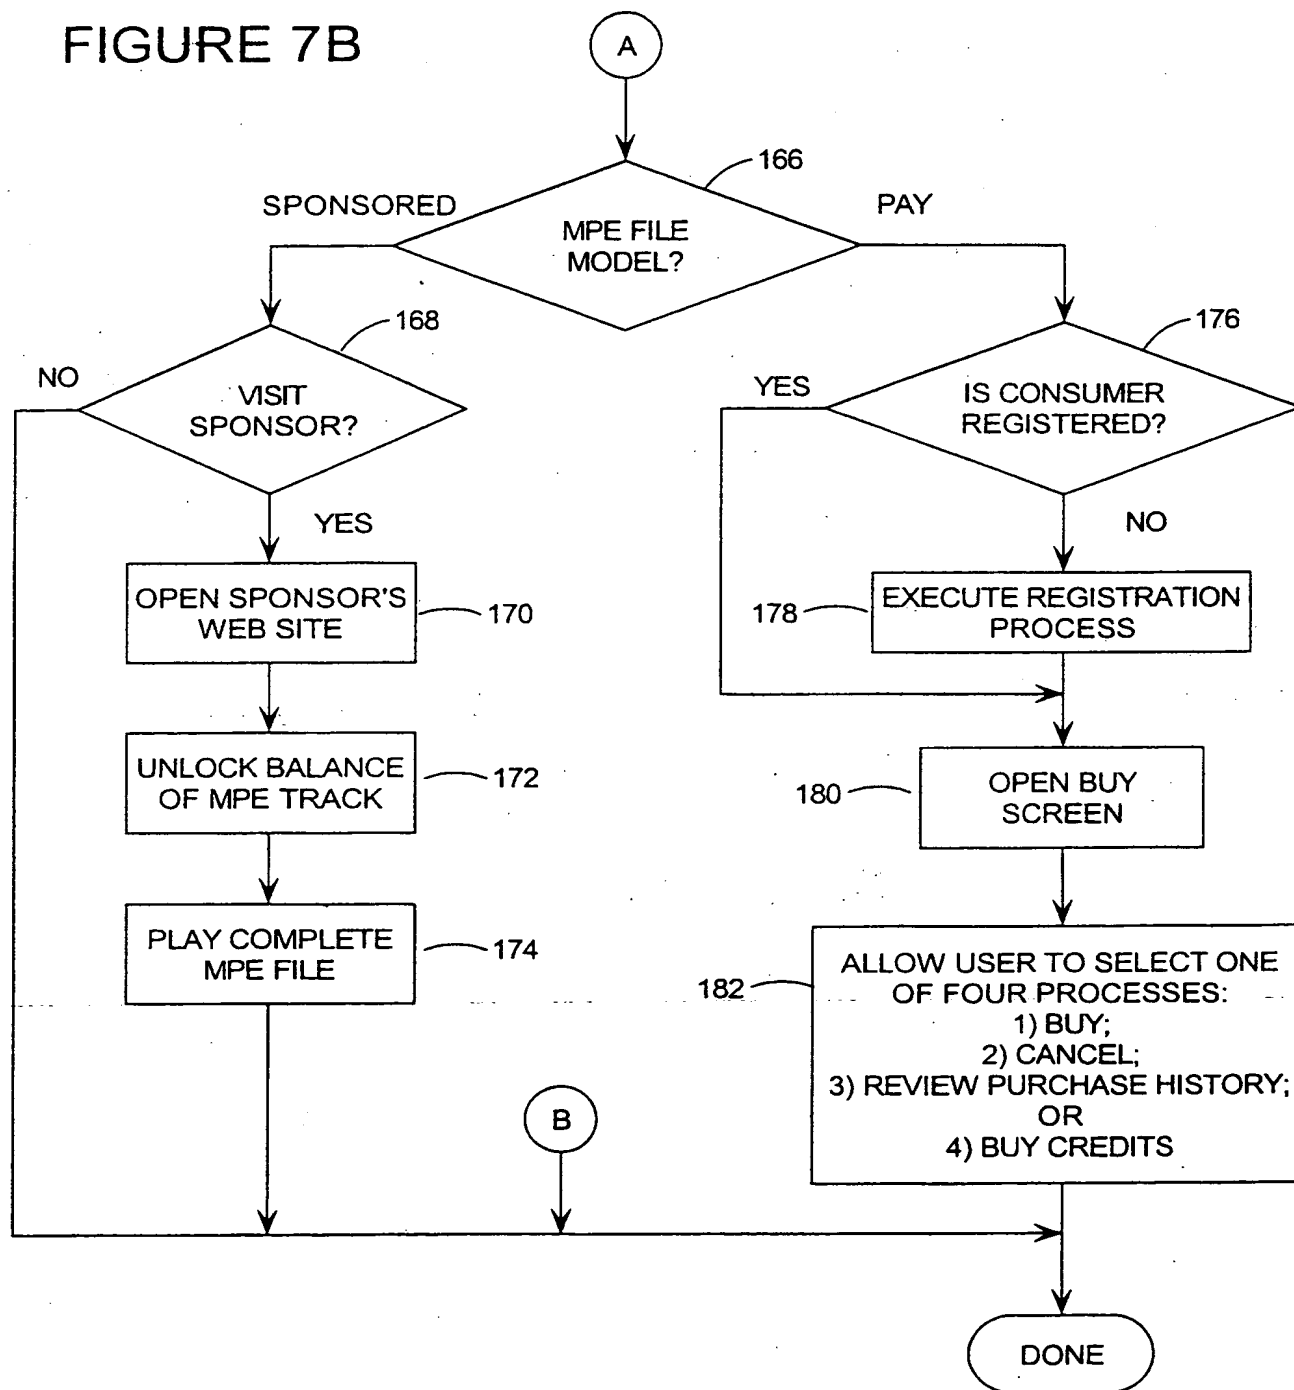 FIGURE 7B
A
166
SPONSORED
PAY
MPE FILE
MODEL?
168
176
NO
VISIT
SPONSOR?
YES
IS CONSUMER
REGISTERED?
YES
NO
OPEN SPONSOR'S
WEB SITE
170
178
EXECUTE REGISTRATION
PROCESS
UNLOCK BALANCE
OF MPE TRACK
172
180
OPEN BUY
SCREEN
PLAY COMPLETE
MPE FILE
174
182
ALLOW USER TO SELECT ONE
OF FOUR PROCESSES:
1) BUY;
2) CANCEL;
3) REVIEW PURCHASE HISTORY;
OR
4) BUY CREDITS
B
DONE